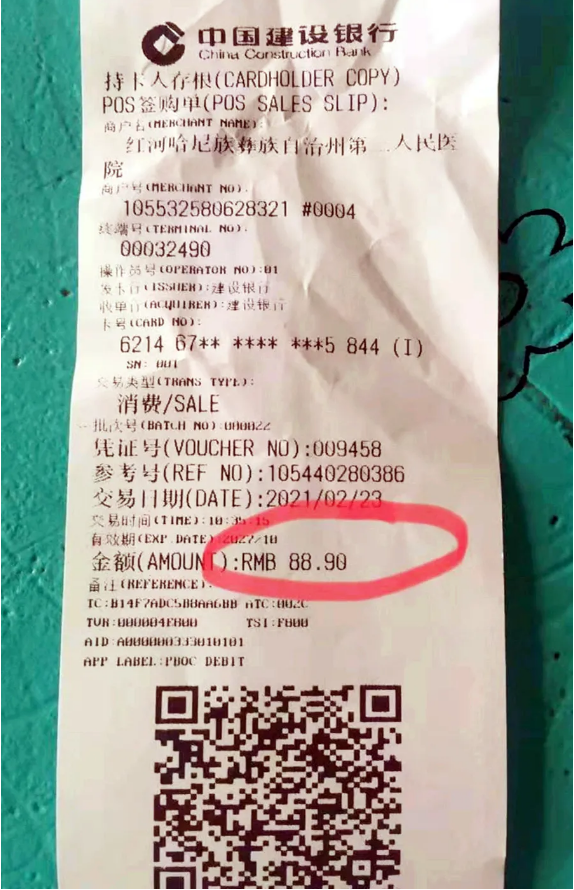 中国建设银行
China Construction Bank
持卡人存根(CARDHOLDER COPY)
POS签购单(POS SALES SLIP):
商户名(MERCHANT NAME):
红河哈尼族彝族自治州第二人民医
院
商户号(MERCHANT NO):
105532580628321 #0004
终端号(TERMINAL NO):
00032490
操作员号(OPERATOR NO):01
发卡行(ISSUER):建设银行
收单行(ACQUIRER):建设银行
卡号(CARD NO):
6214 67** **** ***5 844 (I)
SN: 001
交易类型(TRANS TYPE):
消费/SALE
批次号(BATCH NO):000022
凭证号(VOUCHER NO):009458
参考号(REF NO):105440280386
交易日期(DATE):2021/02/23
交易时间(TIME):10:35:15
有效期(EXP DATE):2027/10
金额(AMOUNT):RMB 88.90
备注(REFERENCE):
TC:B14F7ADC5B0AA6BB ATC:002C
TVR:000004E800 TSI:F800
AID:A000000333010101
APP LABEL:PBOC DEBIT